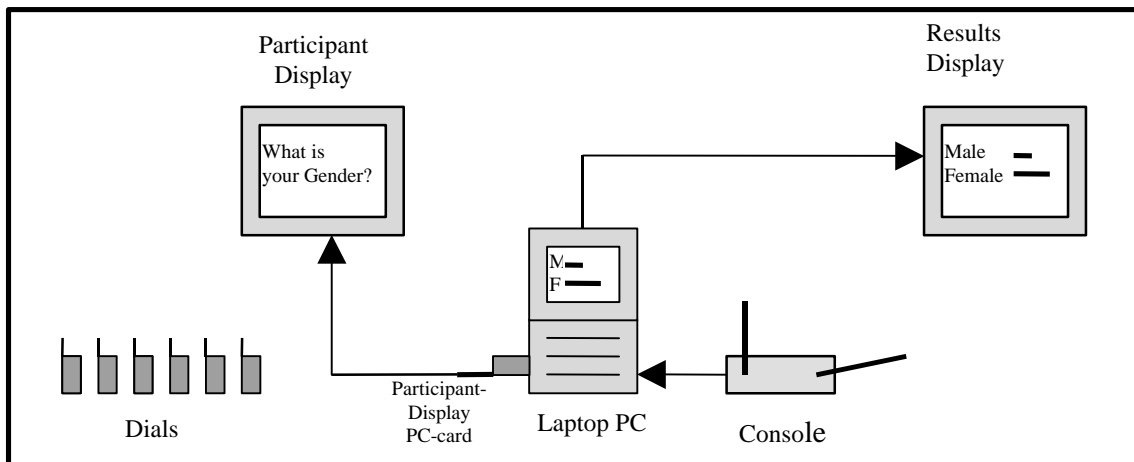 Participant
Display
Results
Display
What is
your Gender?
Male
Female
M
F
Participant-
Display
PC-card
Dials
Laptop PC
Console